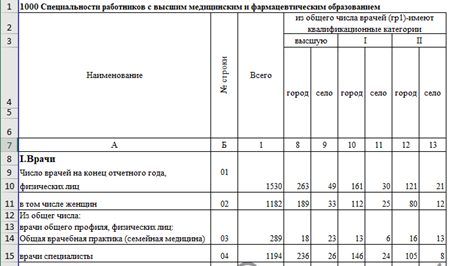 1 1000 Специальности работников с высшим медицинским и фармацевтическим образованием
2 из общего числа врачей (гр1)-имеют
квалификационные категории
3 высшую I II
4 Наименование № строки Всего город село город село город село
5
6
7 А Б 1 8 9 10 11 12 13
8 I.Врачи
9 Число врачей на конец отчетного года, 01
10 физических лиц 1530 263 49 161 30 121 21
11 в том числе женщин 02 1182 189 33 112 25 80 12
12 Из общег числа:
13 врачи общего профиля, физических лиц:
14 Общая врачебная практика (семейная медицина) 03 289 18 23 13 6 16 13
15 врачи специалисты 04 1194 236 26 146 24 105 8